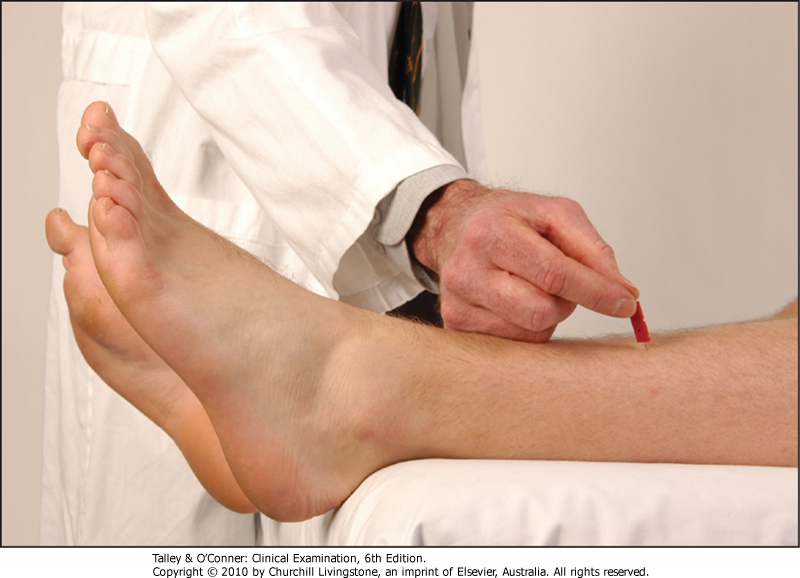 Talley & O'Conner: Clinical Examination, 6th Edition.
Copyright © 2010 by Churchill Livingstone, an imprint of Elsevier, Australia. All rights reserved.